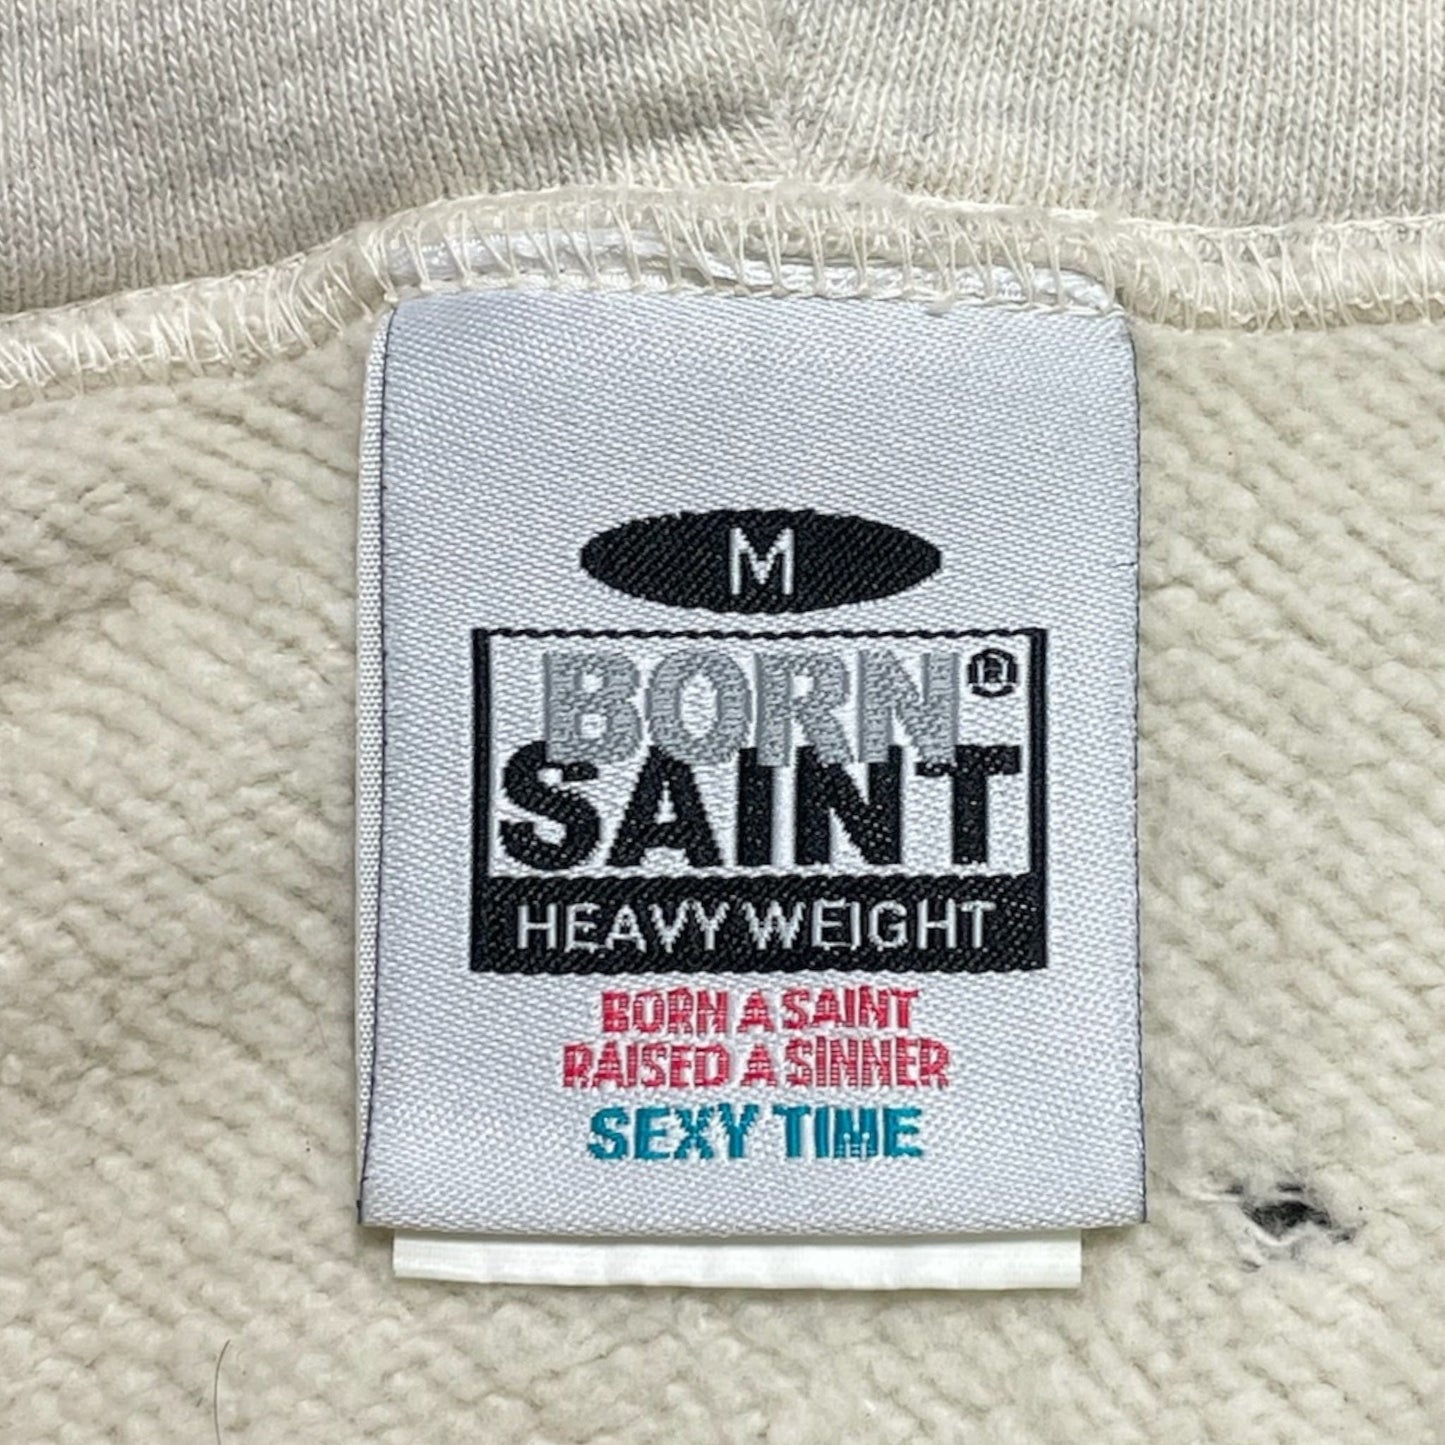 M
BORN®
SAINT
HEAVY WEIGHT
BORN A SAINT
RAISED A SINNER
SEXY TIME